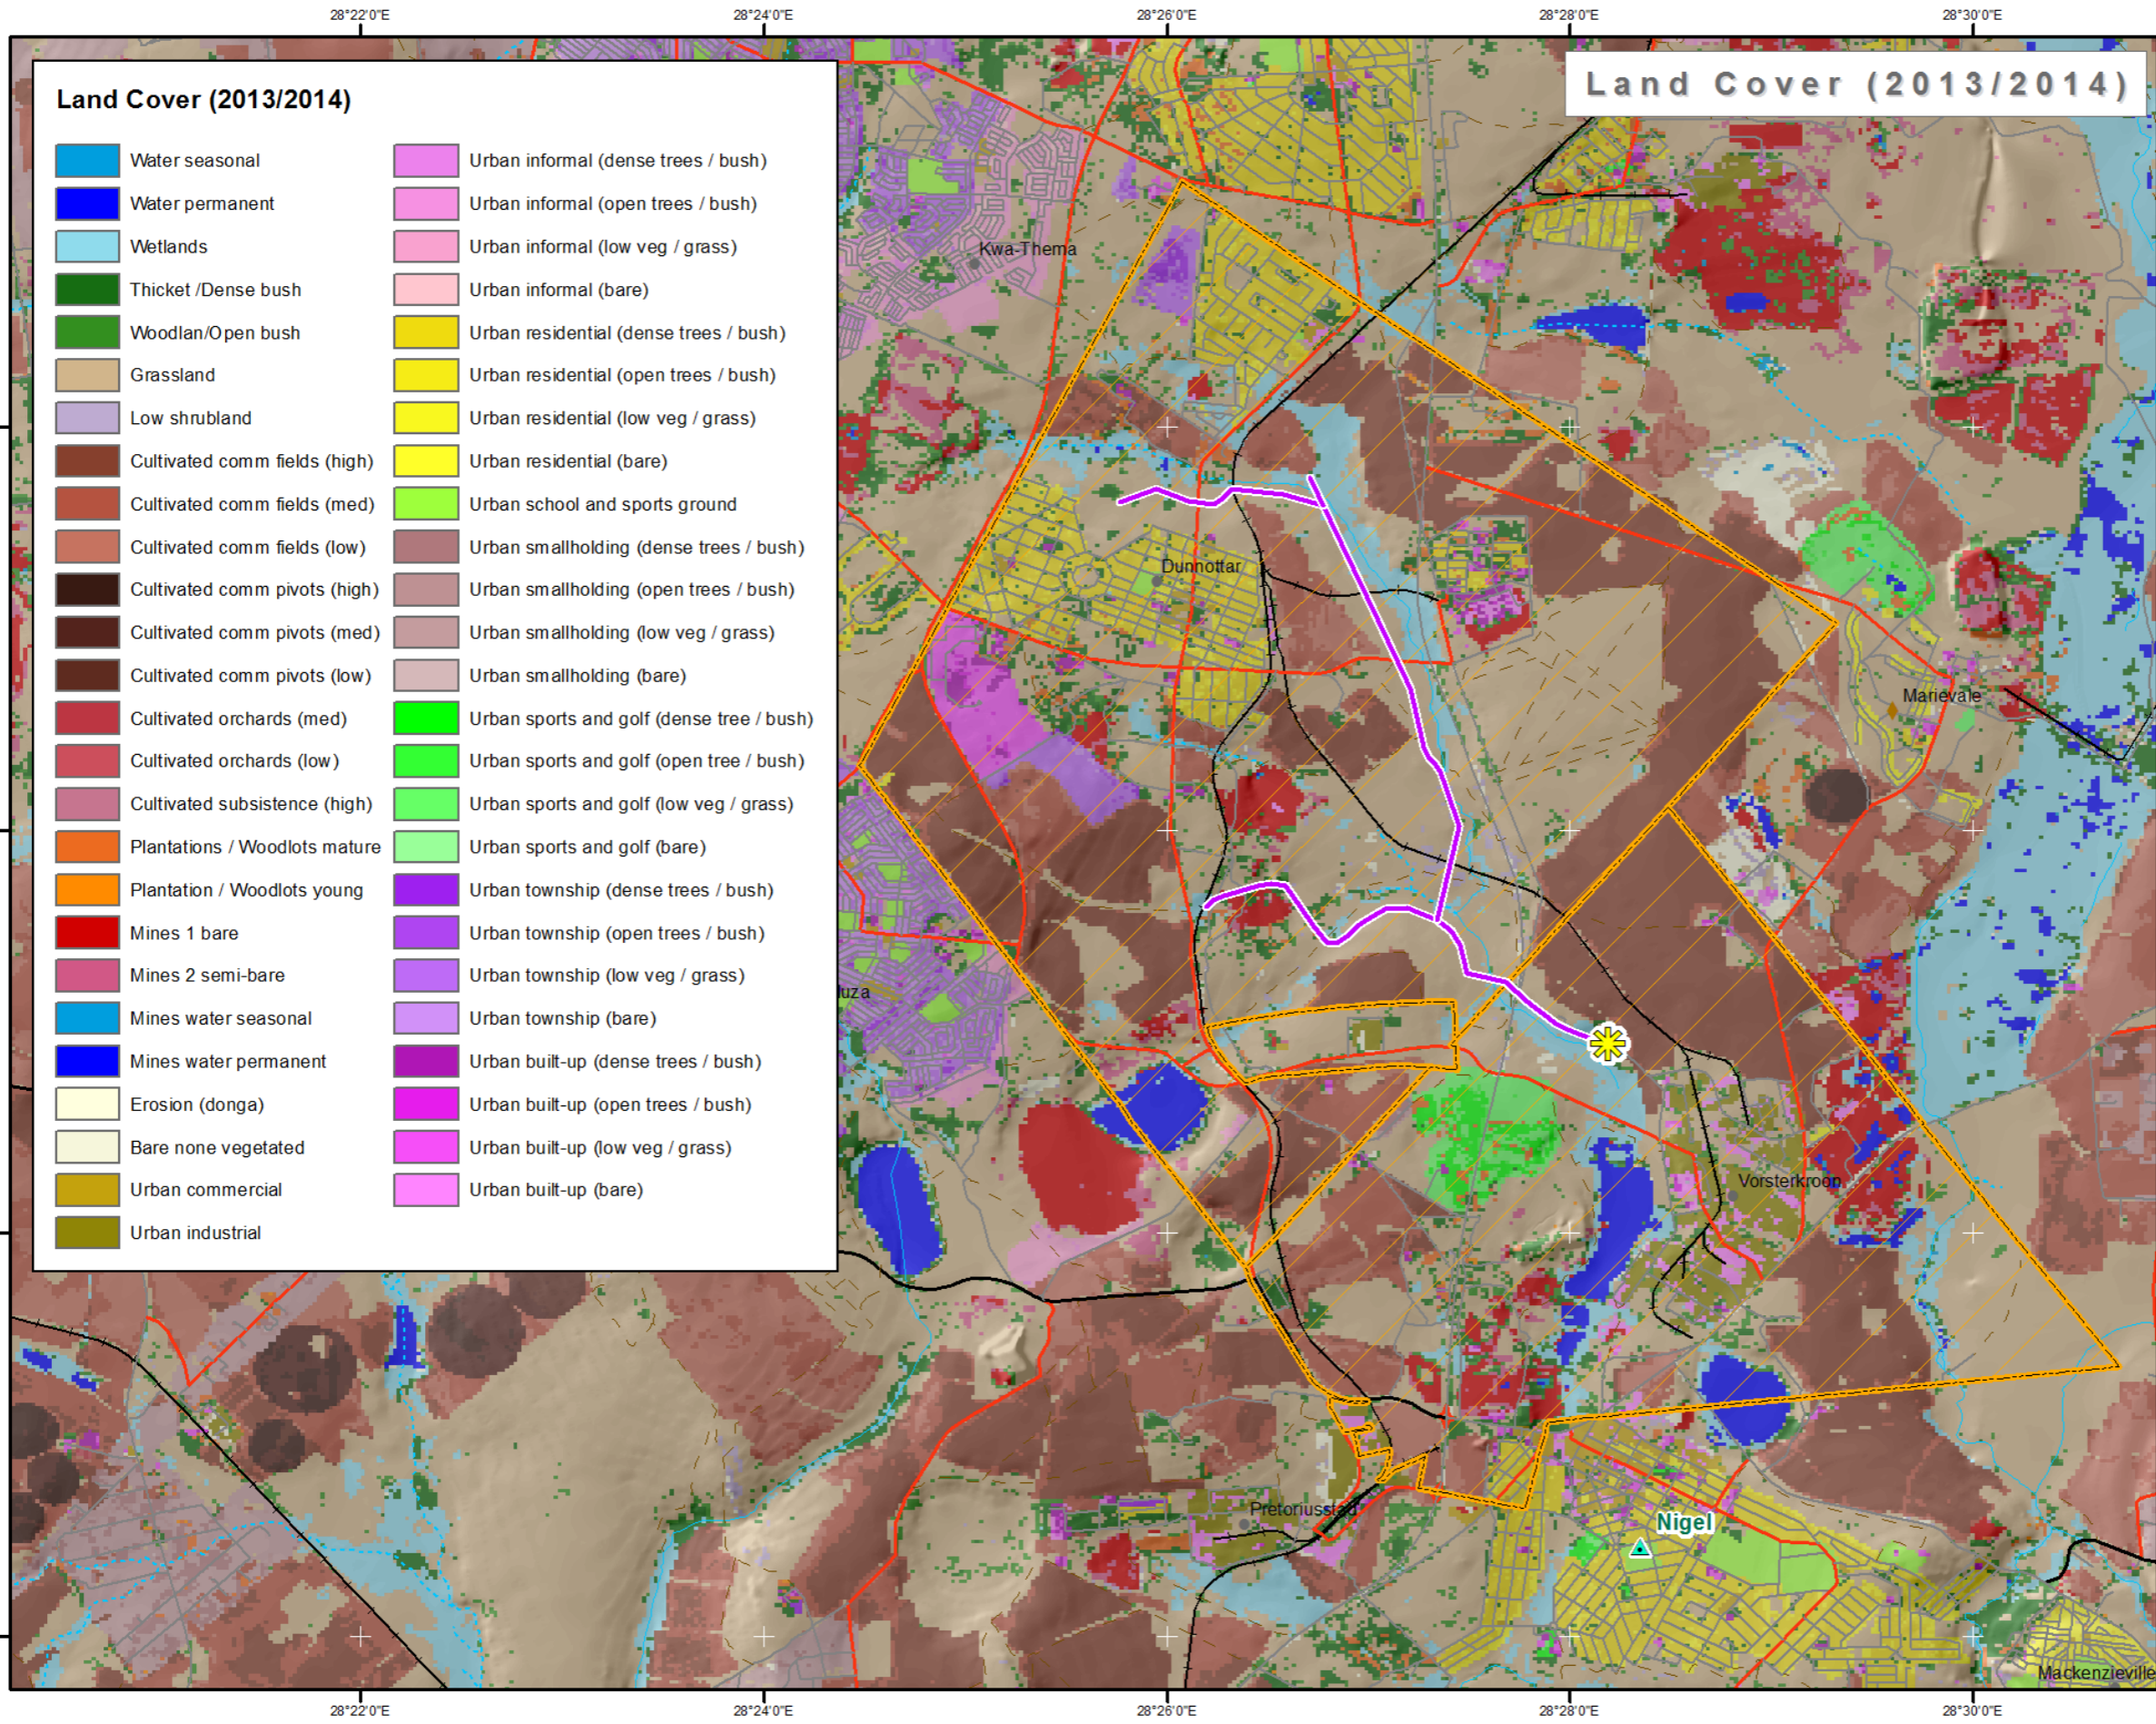 28°22'0"E
28°24'0"E
28°26'0"E
28°28'0"E
28°30'0"E
Land Cover (2013/2014)
Land Cover (2013/2014)
Water seasonal
Water permanent
Wetlands
Thicket /Dense bush
Woodlan/Open bush
Grassland
Low shrubland
Cultivated comm fields (high)
Cultivated comm fields (med)
Cultivated comm fields (low)
Cultivated comm pivots (high)
Cultivated comm pivots (med)
Cultivated comm pivots (low)
Cultivated orchards (med)
Cultivated orchards (low)
Cultivated subsistence (high)
Plantations / Woodlots mature
Plantation / Woodlots young
Mines 1 bare
Mines 2 semi-bare
Mines water seasonal
Mines water permanent
Erosion (donga)
Bare none vegetated
Urban commercial
Urban industrial
Urban informal (dense trees / bush)
Urban informal (open trees / bush)
Urban informal (low veg / grass)
Urban informal (bare)
Urban residential (dense trees / bush)
Urban residential (open trees / bush)
Urban residential (low veg / grass)
Urban residential (bare)
Urban school and sports ground
Urban smallholding (dense trees / bush)
Urban smallholding (open trees / bush)
Urban smallholding (low veg / grass)
Urban smallholding (bare)
Urban sports and golf (dense tree / bush)
Urban sports and golf (open tree / bush)
Urban sports and golf (low veg / grass)
Urban sports and golf (bare)
Urban township (dense trees / bush)
Urban township (open trees / bush)
Urban township (low veg / grass)
Urban township (bare)
Urban built-up (dense trees / bush)
Urban built-up (open trees / bush)
Urban built-up (low veg / grass)
Urban built-up (bare)
Kwa-Thema
Dunnottar
Marievale
luza
Vorsterkroon
Pretoriusstad
Nigel
Mackenzieville
28°22'0"E
28°24'0"E
28°26'0"E
28°28'0"E
28°30'0"E